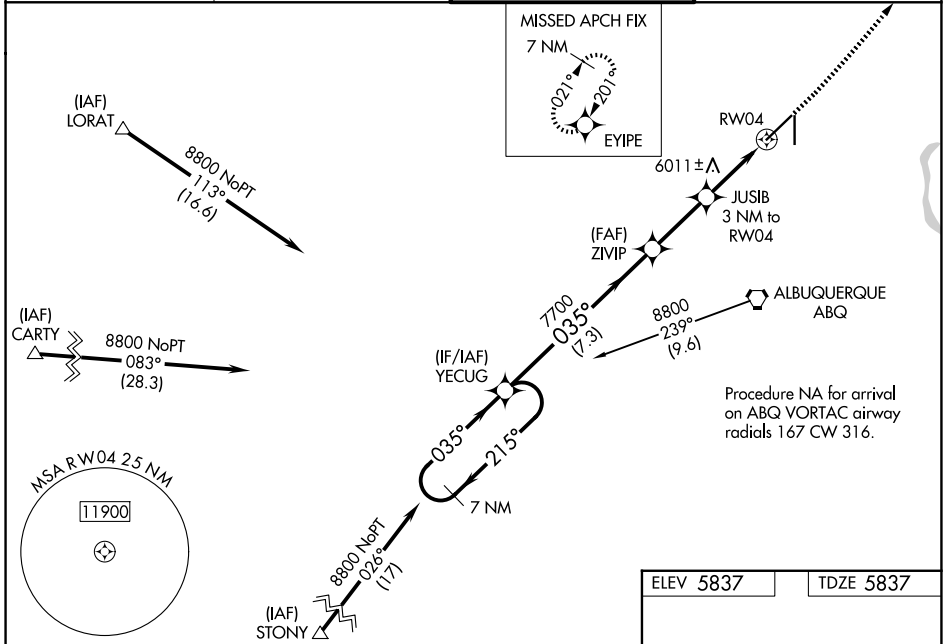 MISSED APCH FIX
7 NM
021°
201°
EYIPE
(IAF)
LORAT
8800 NoPT
113°
(16.6)
RW04
6011±
JUSIB
3 NM to
RW04
(FAF)
ZIVIP
ALBUQUERQUE
ABQ
8800
239°
(9.6)
7700
035°
(7.3)
(IAF)
CARTY
8800 NoPT
083°
(28.3)
(IF/IAF)
YECUG
Procedure NA for arrival
on ABQ VORTAC airway
radials 167 CW 316.
035°
215°
7 NM
MSA RW04 25 NM
11900
8800 NoPT
026°
(17)
(IAF)
STONY
ELEV 5837
TDZE 5837